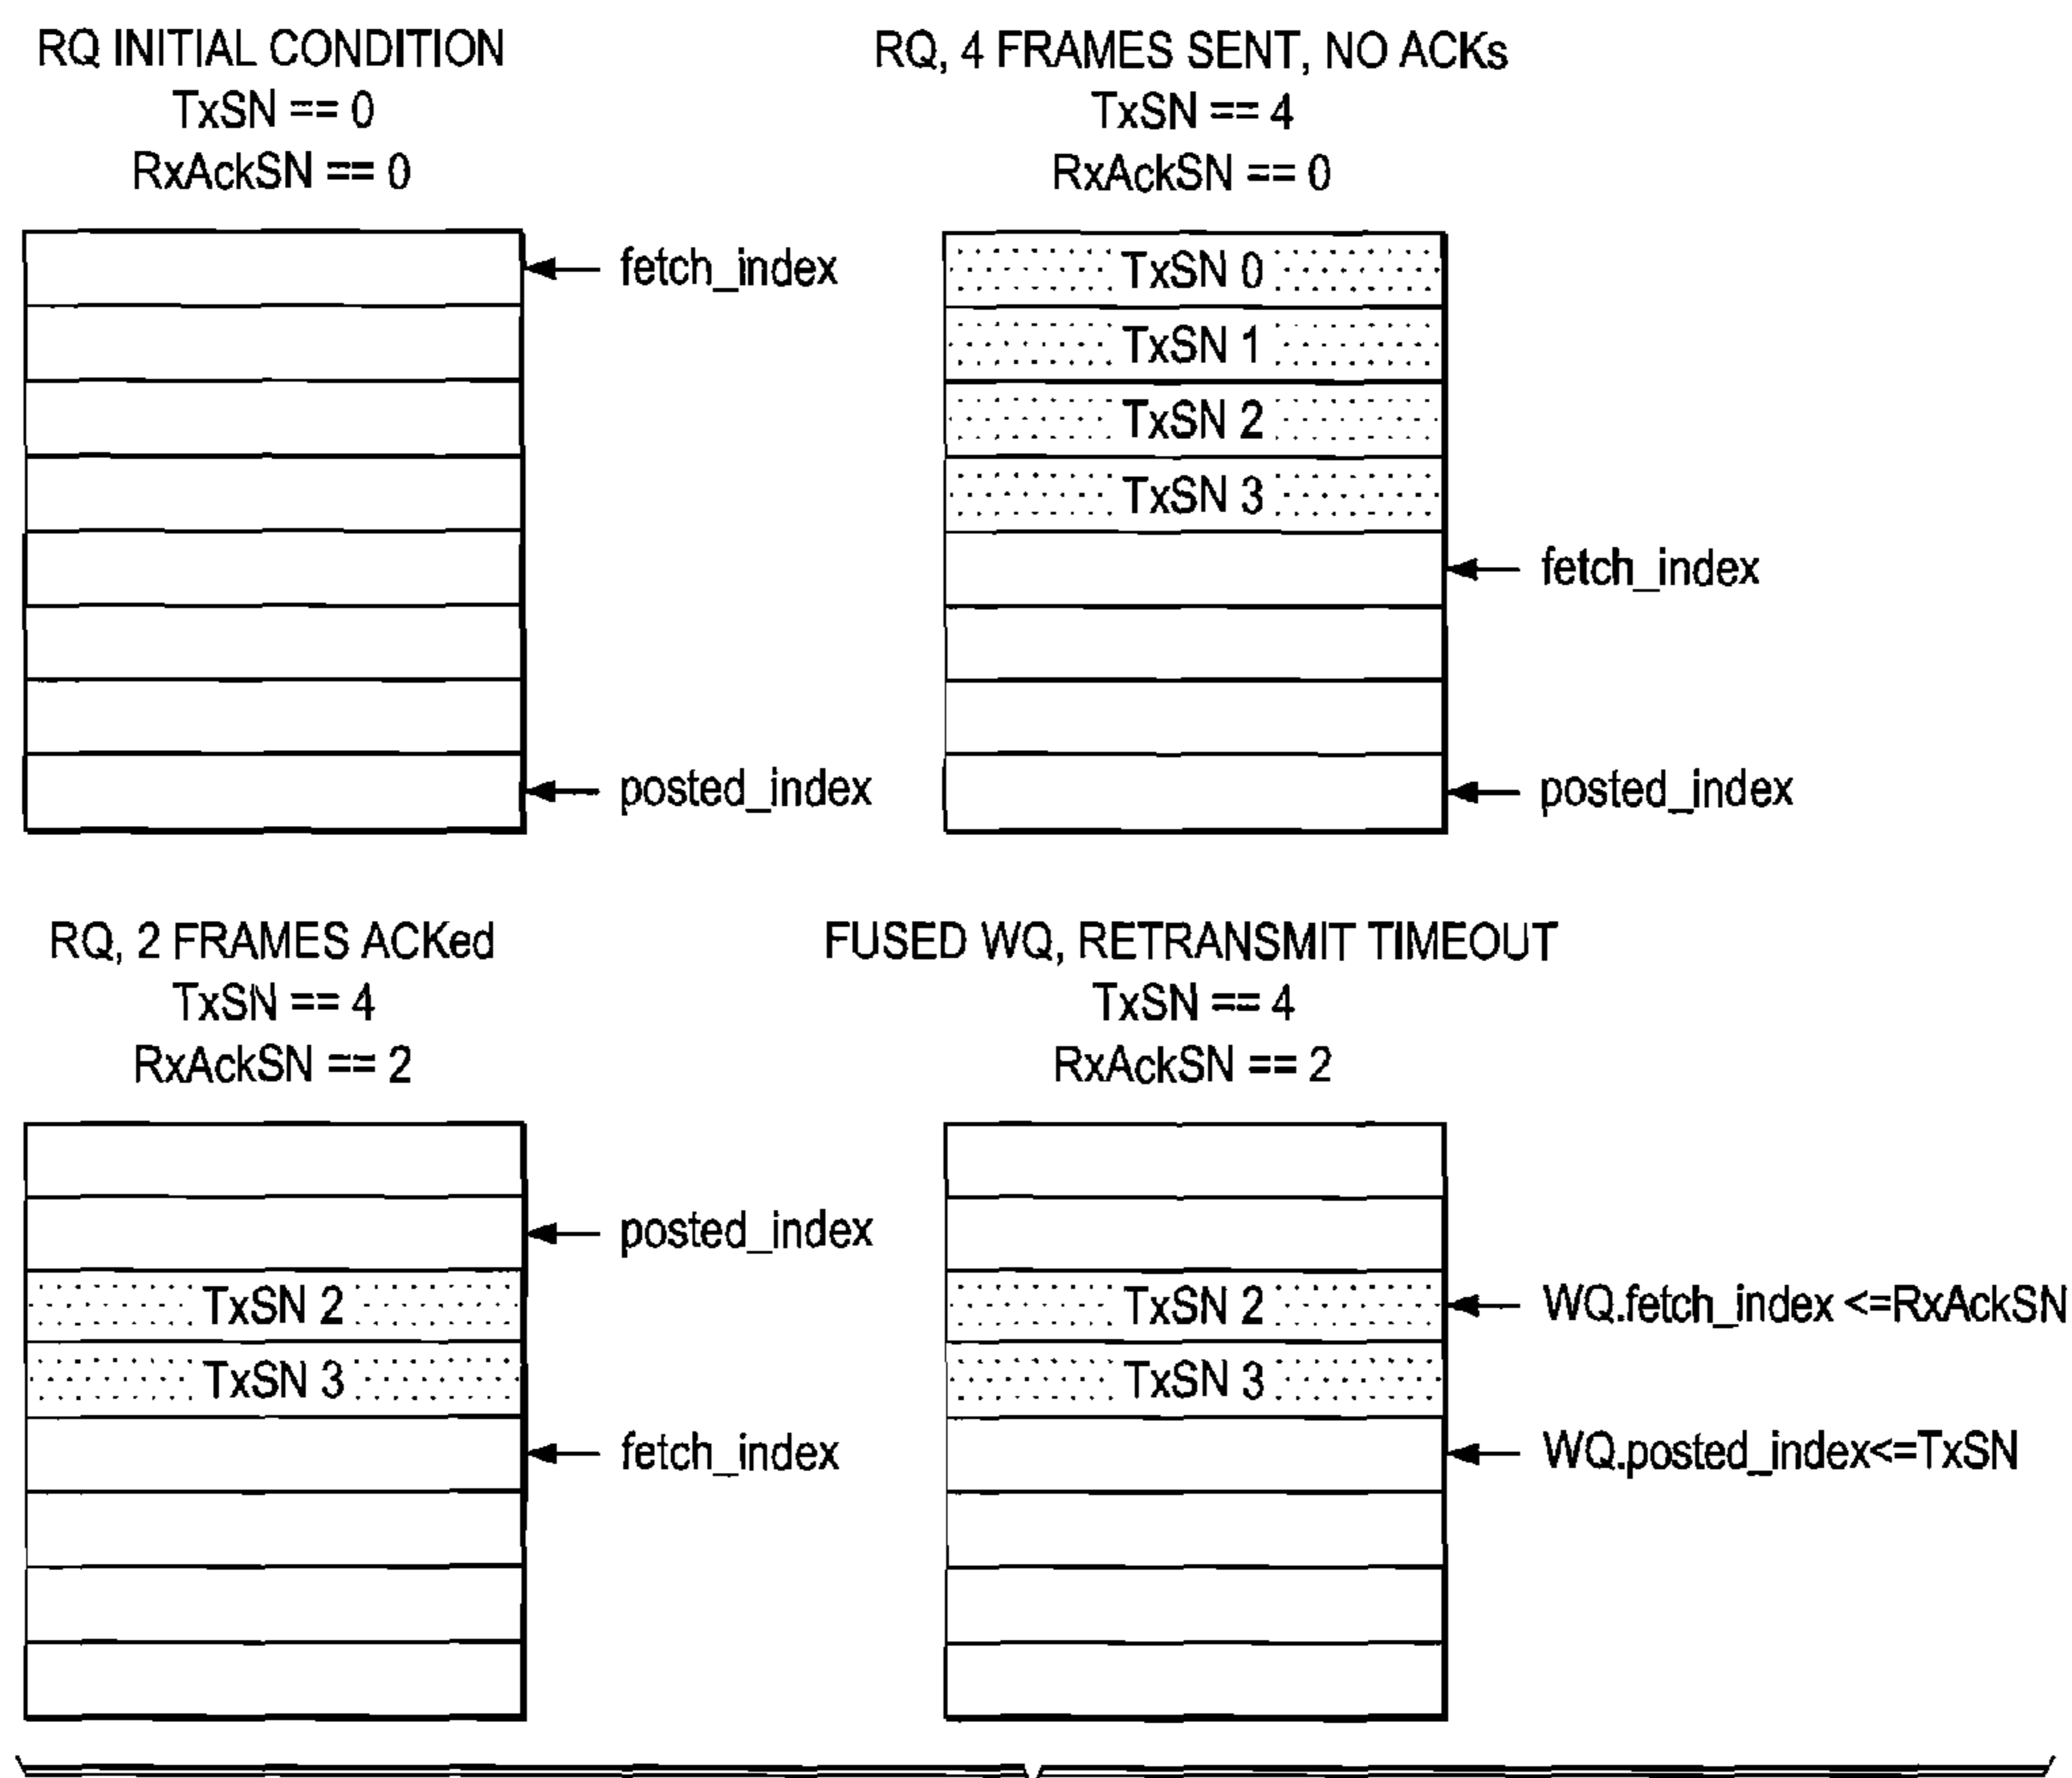 RQ INITIAL CONDITION
TxSN == 0
RxAckSN == 0
fetch_index
posted_index
RQ, 4 FRAMES SENT, NO ACKs
TxSN == 4
RxAckSN == 0
TxSN 0
TxSN 1
TxSN 2
TxSN 3
fetch_index
posted_index
RQ, 2 FRAMES ACKed
TxSN == 4
RxAckSN == 2
posted_index
TxSN 2
TxSN 3
fetch_index
FUSED WQ, RETRANSMIT TIMEOUT
TxSN == 4
RxAckSN == 2
TxSN 2
WQ.fetch_index <=RxAckSN
TxSN 3
WQ.posted_index<=TxSN